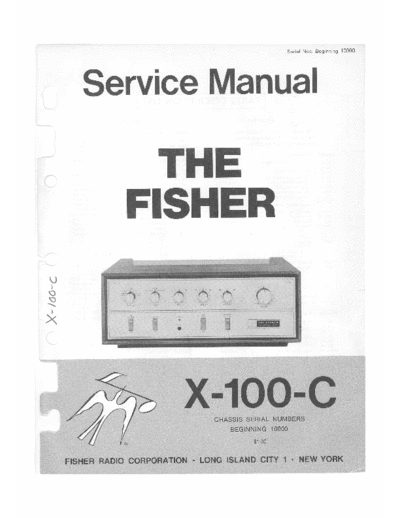 Serial Nos. Beginning 10000
Service Manual
THE
FISHER
X-100-C
X-100-C
CHASSIS SERIAL NUMBERS
BEGINNING 10000
FISHER RADIO CORPORATION · LONG ISLAND CITY 1 · NEW YORK